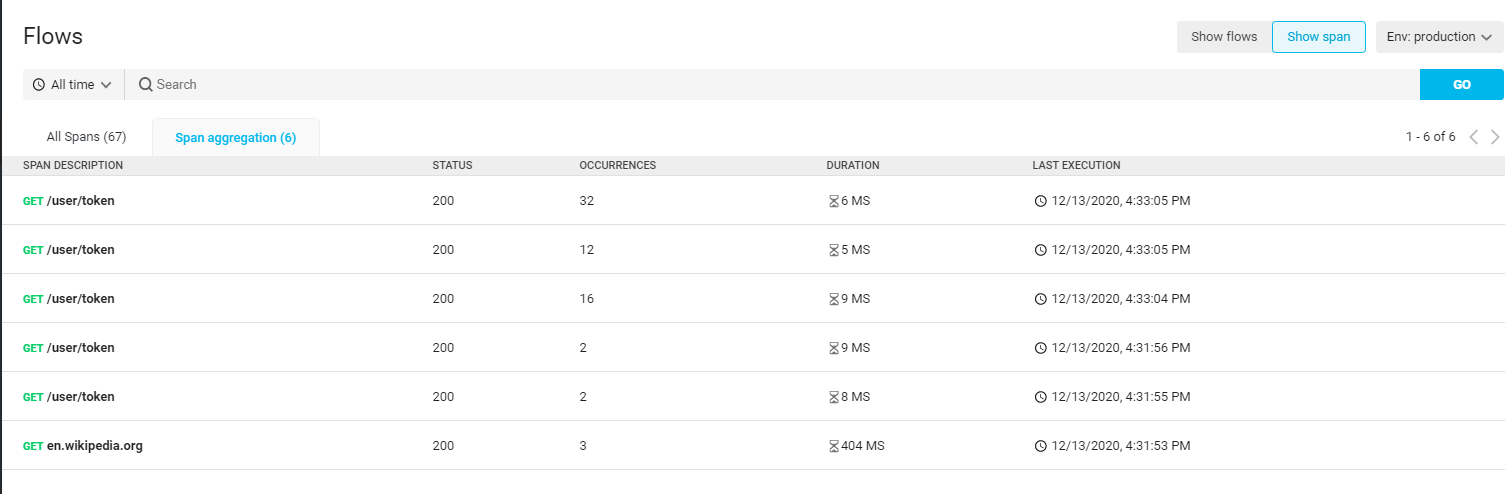 Flows
Show flows Show span Env: production
All time Search GO
All Spans (67) Span aggregation (6) 1 - 6 of 6
SPAN DESCRIPTION STATUS OCCURRENCES DURATION LAST EXECUTION
GET /user/token 200 32 6 MS 12/13/2020, 4:33:05 PM
GET /user/token 200 12 5 MS 12/13/2020, 4:33:05 PM
GET /user/token 200 16 9 MS 12/13/2020, 4:33:04 PM
GET /user/token 200 2 9 MS 12/13/2020, 4:31:56 PM
GET /user/token 200 2 8 MS 12/13/2020, 4:31:55 PM
GET en.wikipedia.org 200 3 404 MS 12/13/2020, 4:31:53 PM